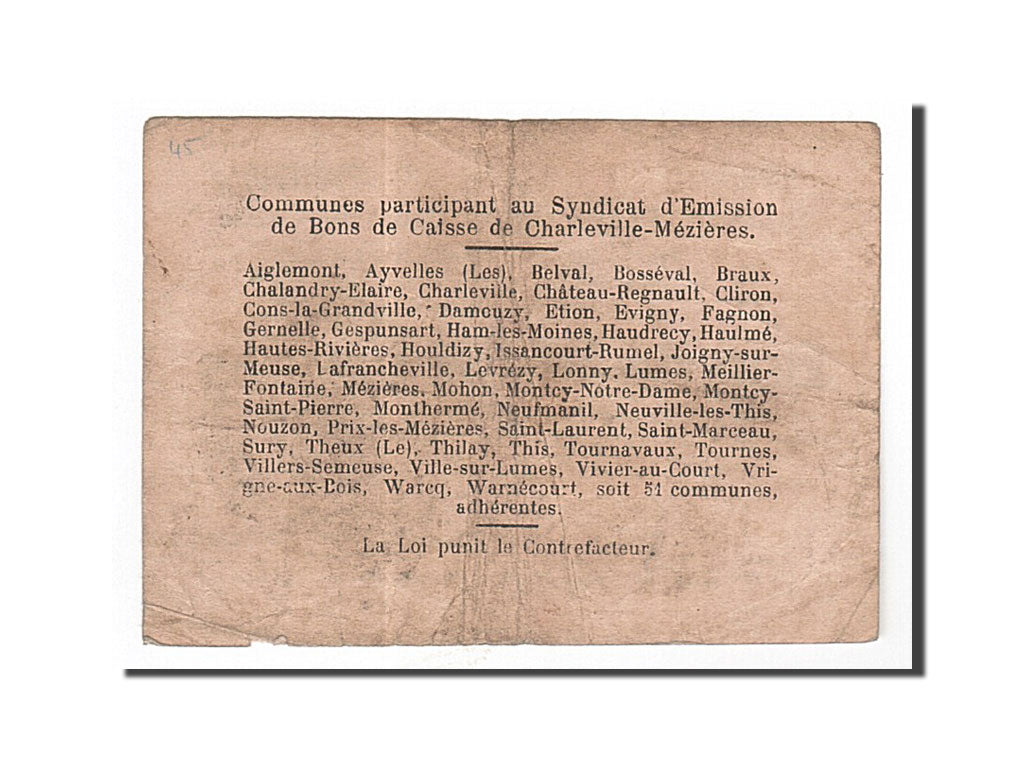 45
Communes participant au Syndicat d'Emission
de Bons de Caisse de Charleville-Mézières.
Aiglemont, Ayvelles (Les), Belval, Bosséval, Braux,
Chalandry-Elaire, Charleville, Château-Regnault, Cliron,
Cons-la-Grandville, Damouzy, Etion, Evigny, Fagnon,
Gernelle, Gespunsart, Ham-les-Moines, Haudrecy, Haulmé,
Hautes-Rivières, Houldizy, Issancourt-Rumel, Joigny-sur-
Meuse, Lafrancheville, Levrézy, Lonny, Lumes, Meillier-
Fontaine, Mézières, Mohon, Montcy-Notre-Dame, Montcy-
Saint-Pierre, Monthermé, Neufmanil, Neuville-les-This,
Nouzon, Prix-les-Mézières, Saint-Laurent, Saint-Marceau,
Sury, Theux (Le), Thilay, This, Tournavaux, Tournes,
Villers-Semeuse, Ville-sur-Lumes, Vivier-au-Court, Vri-
gne-aux-Bois, Warcq, Warnécourt, soit 51 communes,
adhérentes.
La Loi punit le Contrefacteur.